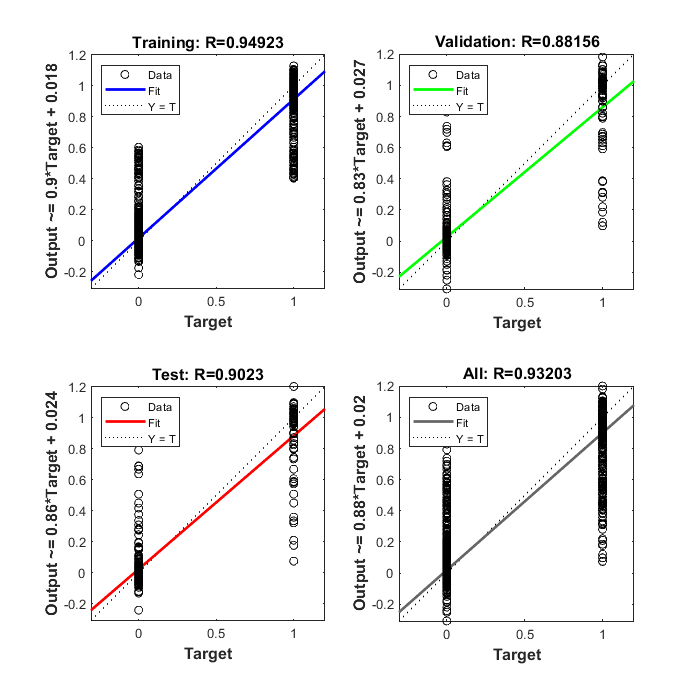 Training: R=0.94923
Output ~= 0.9*Target + 0.018
1.2
1
0.8
0.6
0.4
0.2
0
-0.2
Data
Fit
Y = T
0
0.5
1
Target
Validation: R=0.88156
Output ~= 0.83*Target + 0.027
1.2
1
0.8
0.6
0.4
0.2
0
-0.2
Data
Fit
Y = T
0
0.5
1
Target
Test: R=0.9023
Output ~= 0.86*Target + 0.024
1.2
1
0.8
0.6
0.4
0.2
0
-0.2
Data
Fit
Y = T
0
0.5
1
Target
All: R=0.93203
Output ~= 0.88*Target + 0.02
1.2
1
0.8
0.6
0.4
0.2
0
-0.2
Data
Fit
Y = T
0
0.5
1
Target